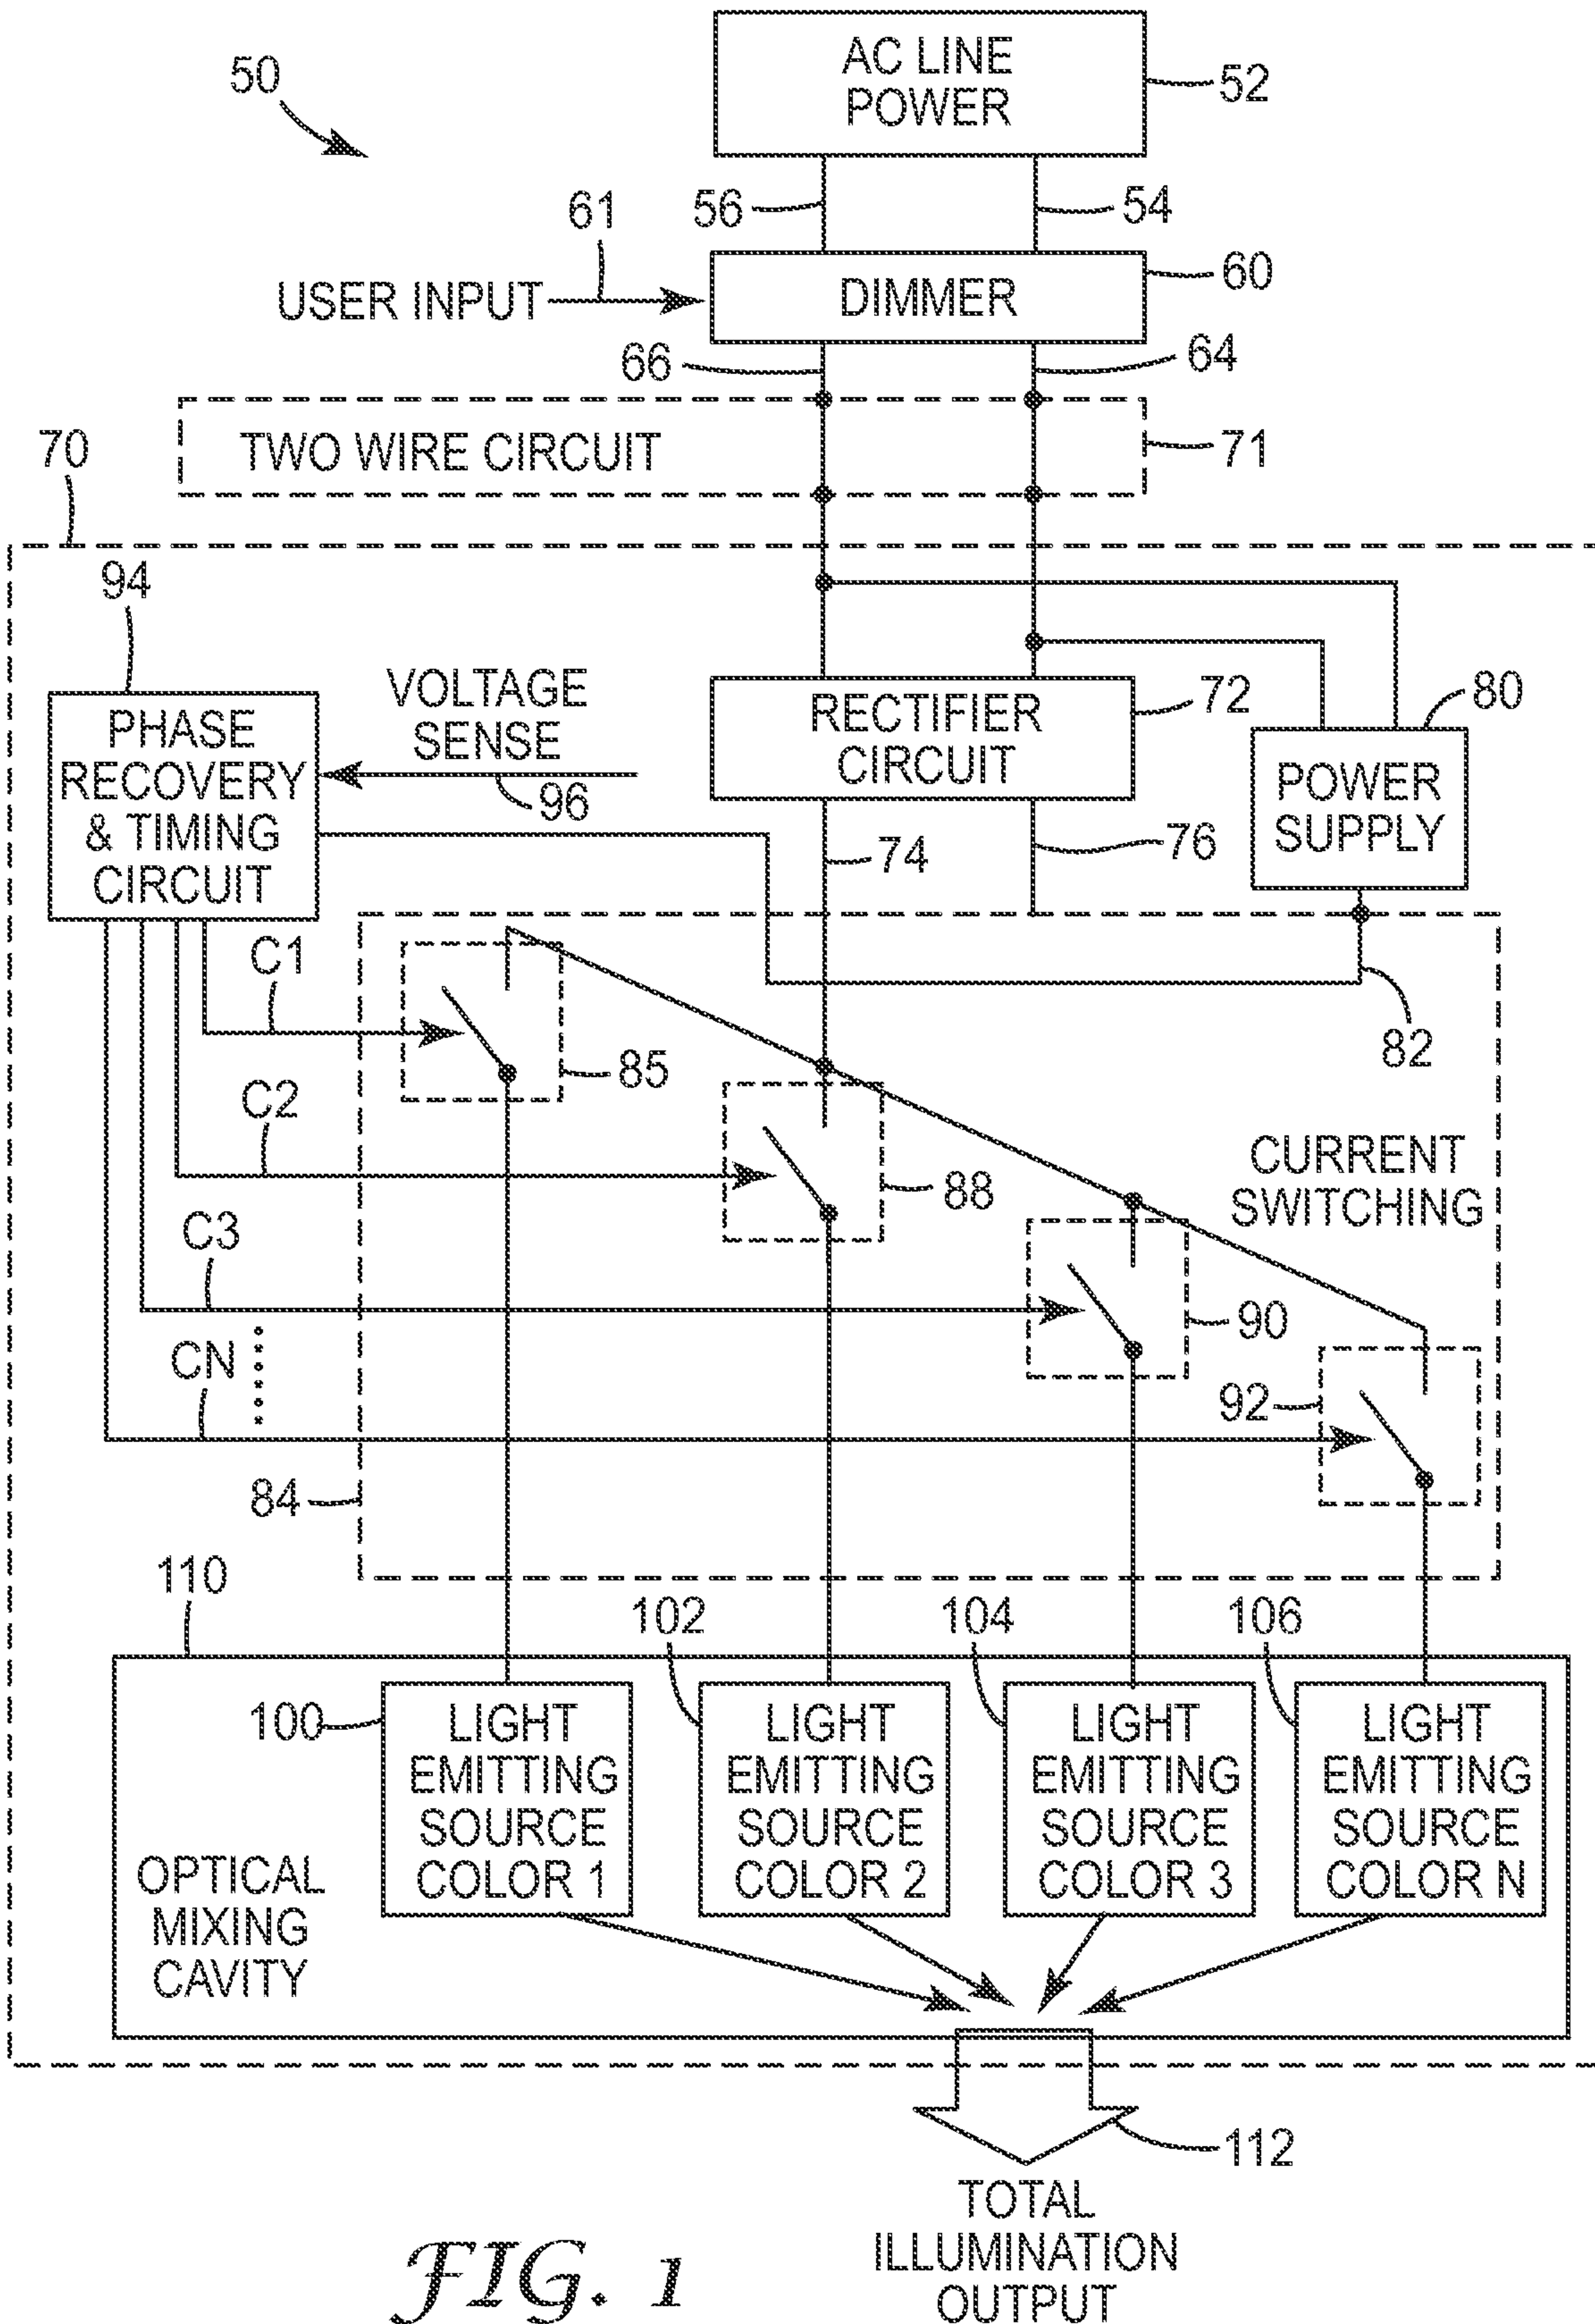 AC LINE
POWER
52
50
56
54
61
USER INPUT
DIMMER
60
66
64
TWO WIRE CIRCUIT
71
70
94
VOLTAGE
SENSE
96
PHASE
RECOVERY
& TIMING
CIRCUIT
RECTIFIER
CIRCUIT
72
80
POWER
SUPPLY
74
76
82
C1
85
C2
88
CURRENT
SWITCHING
C3
90
CN
92
84
110
102
104
106
100
LIGHT
EMITTING
SOURCE
COLOR 1
LIGHT
EMITTING
SOURCE
COLOR 2
LIGHT
EMITTING
SOURCE
COLOR 3
LIGHT
EMITTING
SOURCE
COLOR N
OPTICAL
MIXING
CAVITY
112
TOTAL
ILLUMINATION
OUTPUT
FIG. 1